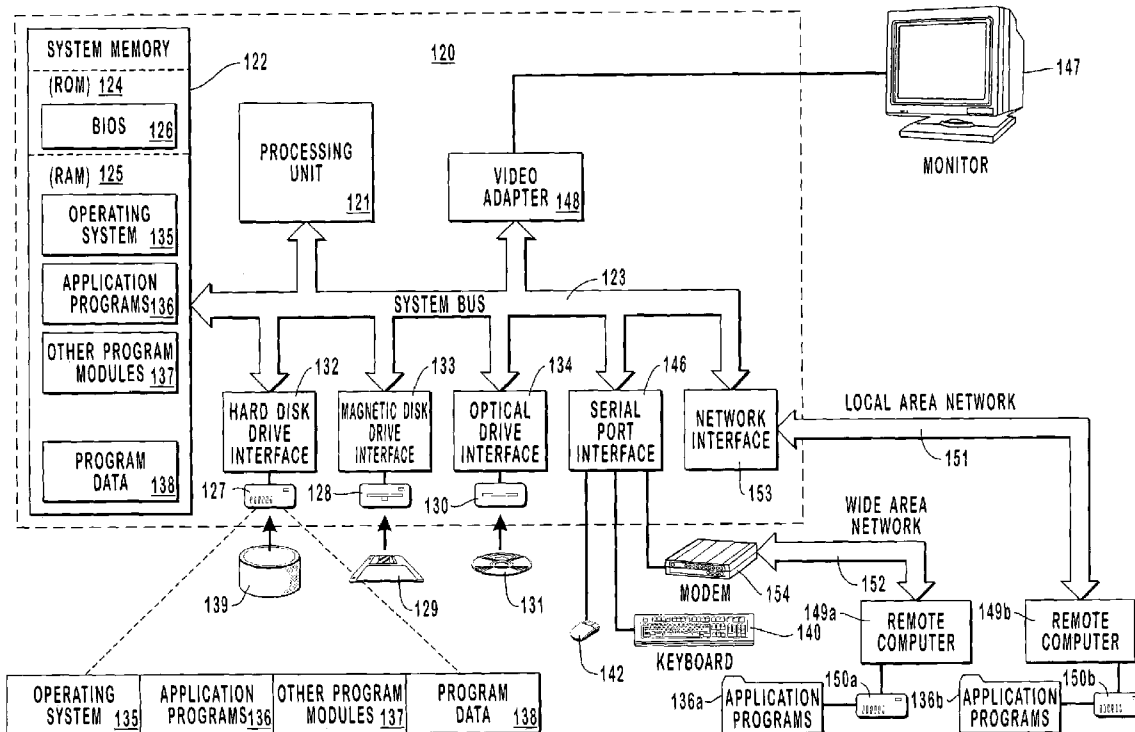 SYSTEM MEMORY
(ROM) 124
BIOS 126
(RAM) 125
OPERATING
SYSTEM 135
APPLICATION
PROGRAMS 136
OTHER PROGRAM
MODULES 137
PROGRAM
DATA 138
122
120
PROCESSING
UNIT
121
VIDEO
ADAPTER
148
147
MONITOR
SYSTEM BUS
123
132
HARD DISK
DRIVE
INTERFACE
133
MAGNETIC DISK
DRIVE
INTERFACE
134
OPTICAL
DRIVE
INTERFACE
146
SERIAL
PORT
INTERFACE
NETWORK
INTERFACE
153
LOCAL AREA NETWORK
151
127
128
130
139
129
131
WIDE AREA
NETWORK
152
MODEM
154
142
KEYBOARD
140
149a
REMOTE
COMPUTER
149b
REMOTE
COMPUTER
150a
150b
136a
APPLICATION
PROGRAMS
136b
APPLICATION
PROGRAMS
OPERATING
SYSTEM 135
APPLICATION
PROGRAMS 136
OTHER PROGRAM
MODULES 137
PROGRAM
DATA 138